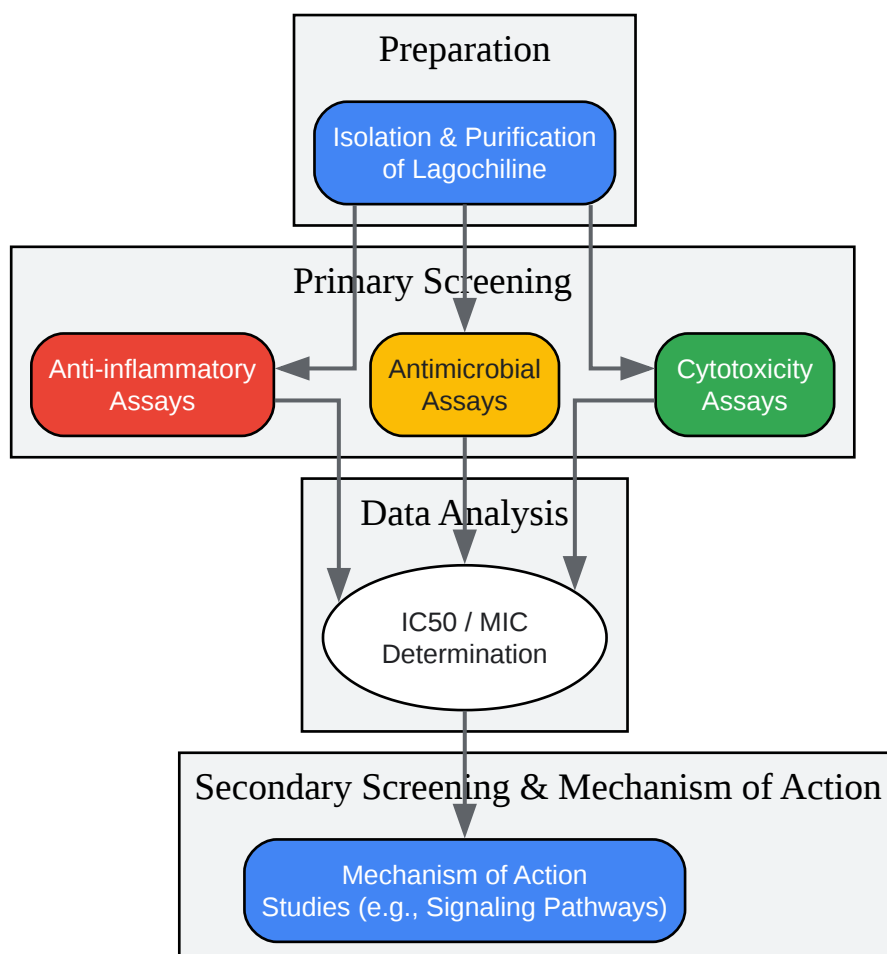 Preparation
Isolation & Purification
of Lagochiline
Primary Screening
Anti-inflammatory
Assays
Antimicrobial
Assays
Cytotoxicity
Assays
Data Analysis
IC50 / MIC
Determination
Secondary Screening & Mechanism of Action
Mechanism of Action
Studies (e.g., Signaling Pathways)